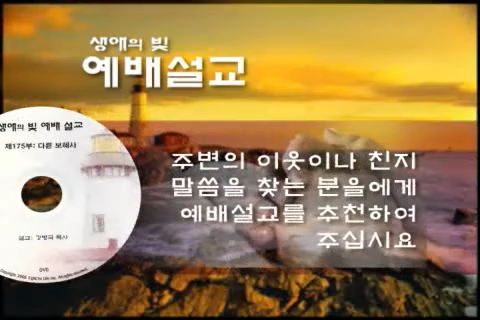 생애의 빛
예배설교
생애의 빛 예배 설교
제175부: 다른 보혜사
설교: 강병국 목사
DVD
주변의 이웃이나 친지
말씀을 찾는 분을에게
예배설교를 추천하여
주십시요